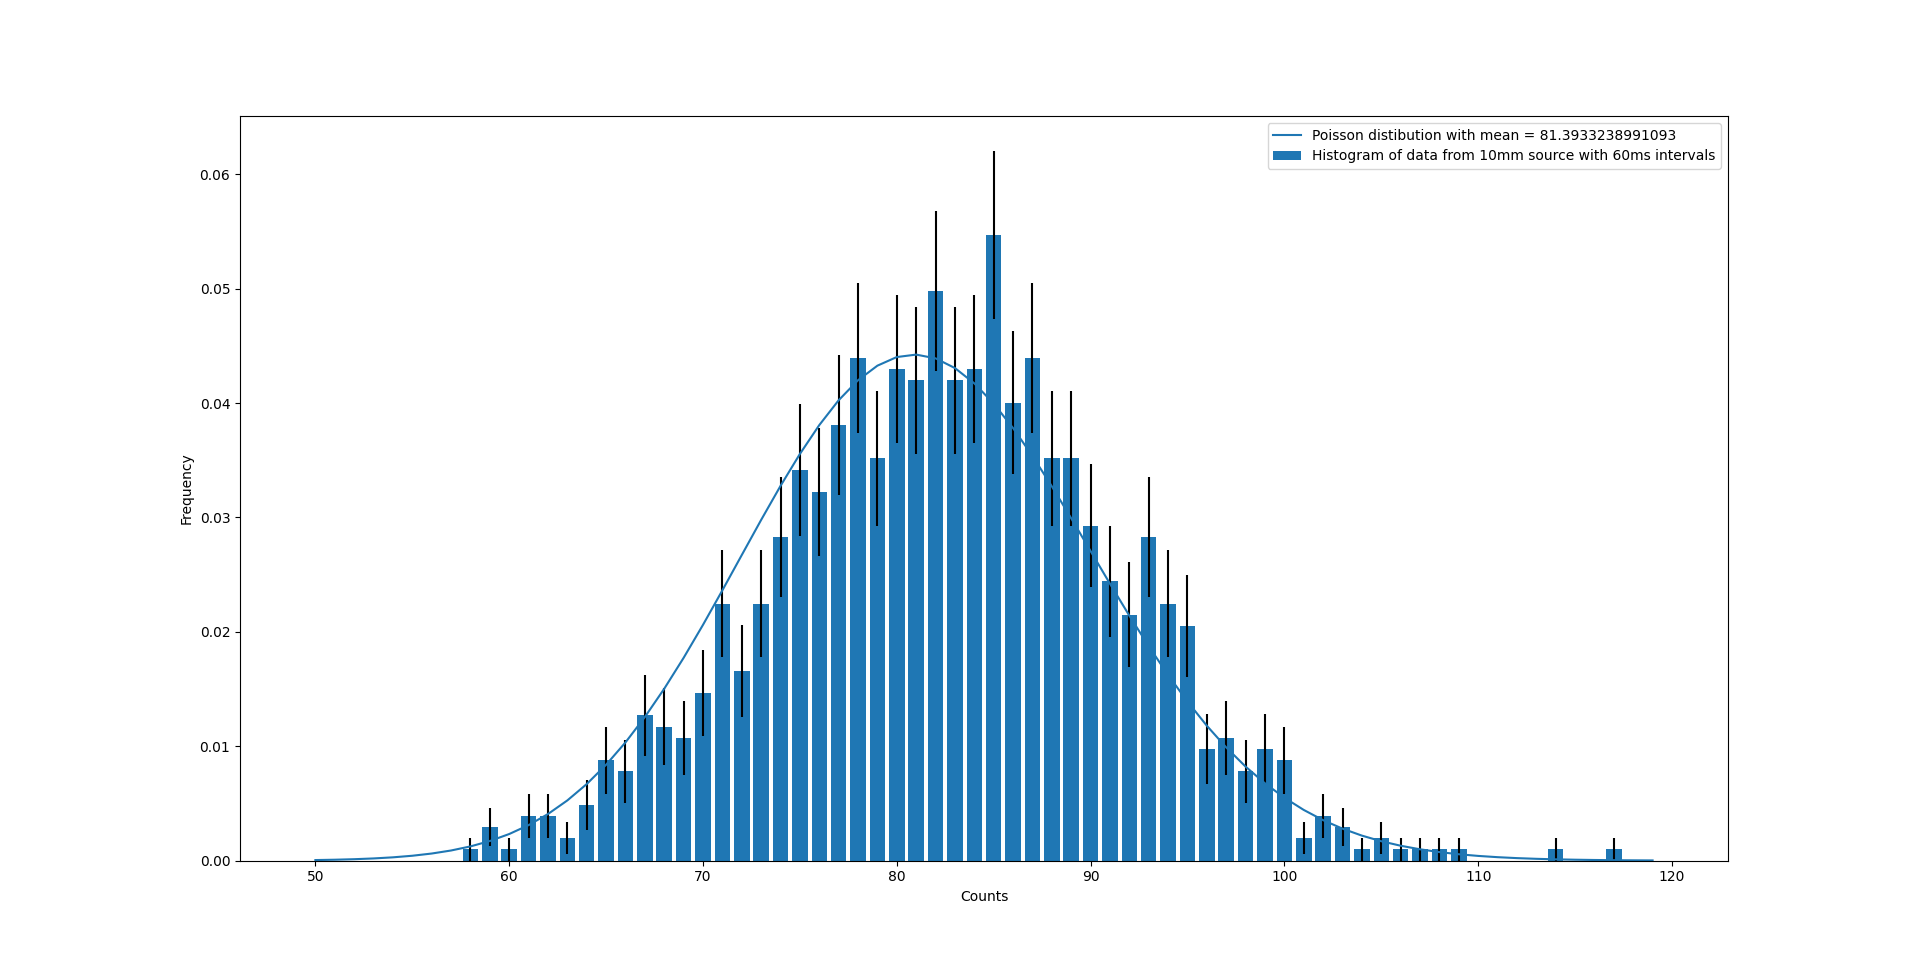 Poisson distibution with mean = 81.3933238991093
Histogram of data from 10mm source with 60ms intervals
0.06
0.05
0.04
0.03
0.02
0.01
0.00
Frequency
50 60 70 80 90 100 110 120
Counts